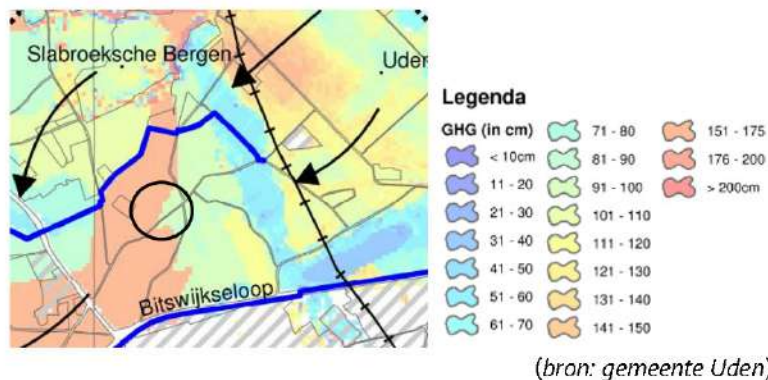 Slabroeksche Bergen
Uden
Bitswijkseloop
Legenda
GHG (in cm)
< 10cm
11 - 20
21 - 30
31 - 40
41 - 50
51 - 60
61 - 70
71 - 80
81 - 90
91 - 100
101 - 110
111 - 120
121 - 130
131 - 140
141 - 150
151 - 175
176 - 200
> 200cm
(bron: gemeente Uden)